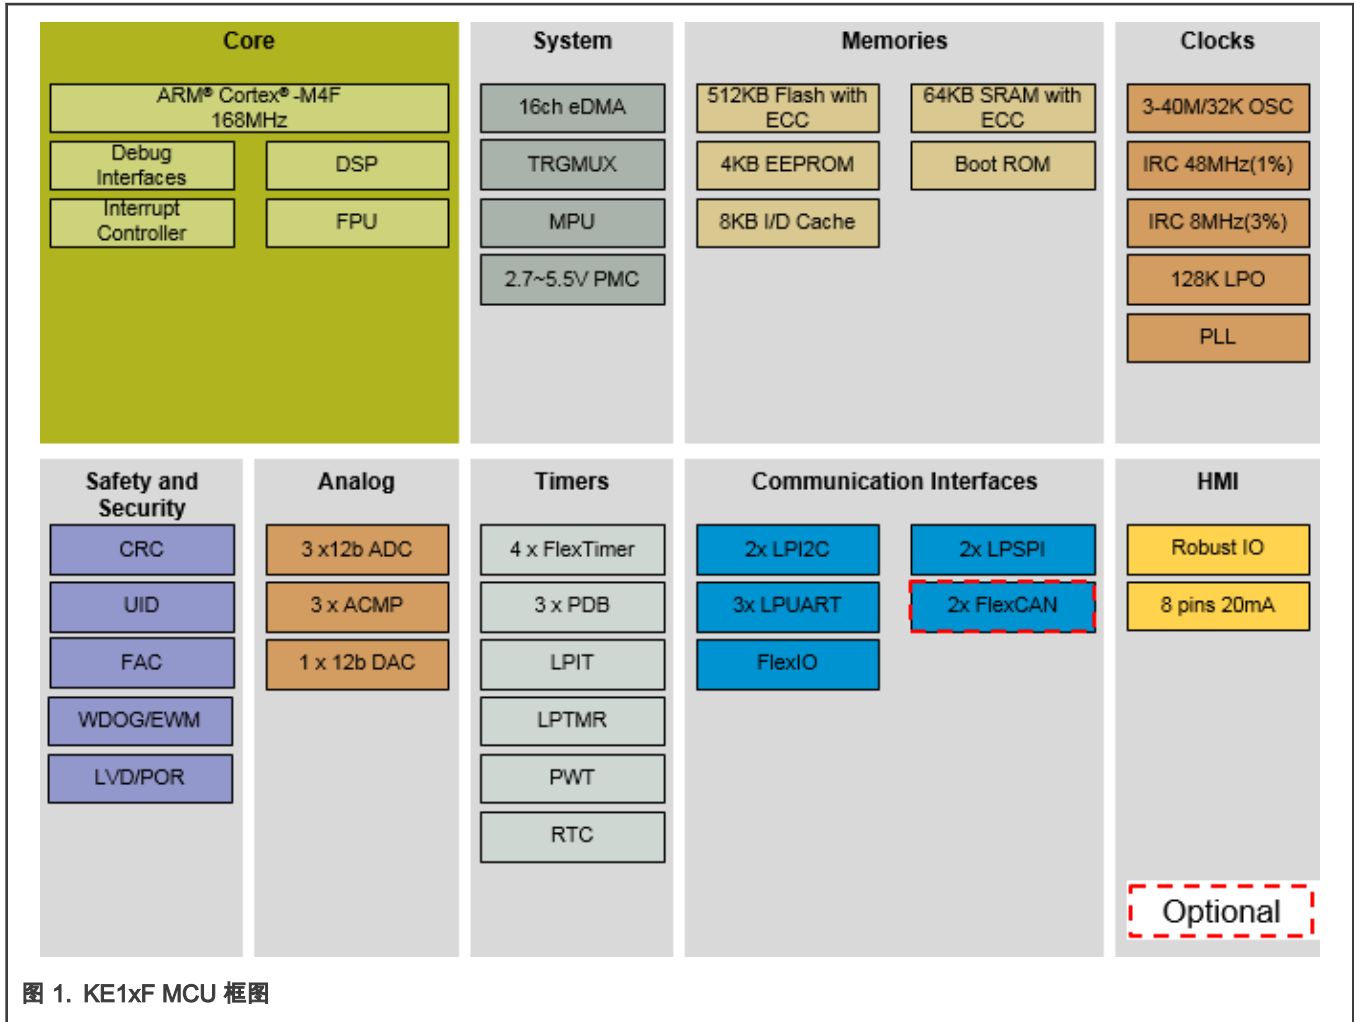 Core
ARM® Cortex® -M4F
168MHz
Debug
Interfaces
DSP
Interrupt
Controller
FPU
System
16ch eDMA
TRGMUX
MPU
2.7~5.5V PMC
Memories
512KB Flash with
ECC
64KB SRAM with
ECC
4KB EEPROM
Boot ROM
8KB I/D Cache
Clocks
3-40M/32K OSC
IRC 48MHz(1%)
IRC 8MHz(3%)
128K LPO
PLL
Safety and
Security
CRC
UID
FAC
WDOG/EWM
LVD/POR
Analog
3 x12b ADC
3 x ACMP
1 x 12b DAC
Timers
4 x FlexTimer
3 x PDB
LPIT
LPTMR
PWT
RTC
Communication Interfaces
2x LPI2C
2x LPSPI
3x LPUART
2x FlexCAN
FlexIO
HMI
Robust IO
8 pins 20mA
Optional
图 1. KE1xF MCU 框图